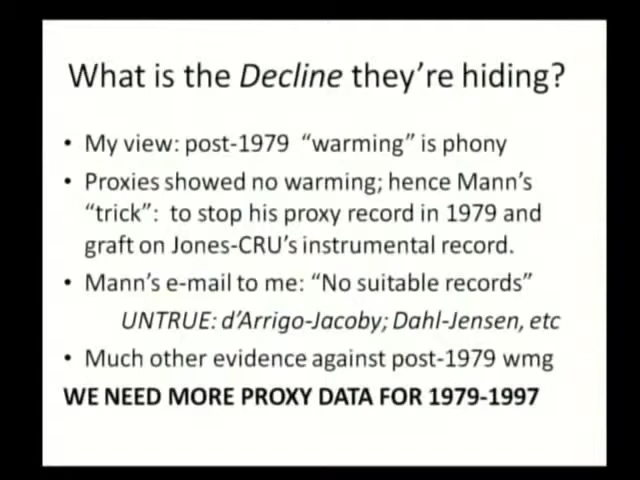 What is the Decline they're hiding?
• My view: post-1979 "warming" is phony
• Proxies showed no warming; hence Mann's
"trick": to stop his proxy record in 1979 and
graft on Jones-CRU's instrumental record.
• Mann's e-mail to me: "No suitable records"
UNTRUE: d'Arrigo-Jacoby; Dahl-Jensen, etc
• Much other evidence against post-1979 wmg
WE NEED MORE PROXY DATA FOR 1979-1997